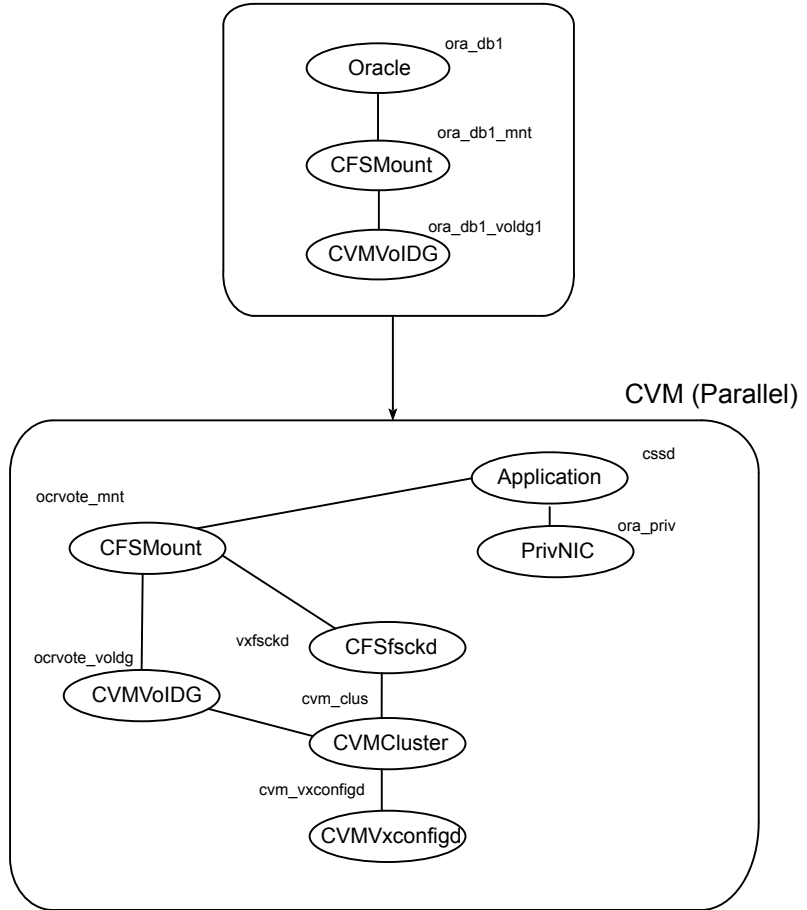 ora_db1
Oracle
ora_db1_mnt
CFSMount
ora_db1_voldg1
CVMVolDG
CVM (Parallel)
cssd
Application
ocrvote_mnt
ora_priv
CFSMount
PrivNIC
vxfsckd
CFSfsckd
ocrvote_voldg
CVMVolDG
cvm_clus
CVMCluster
cvm_vxconfigd
CVMVxconfigd